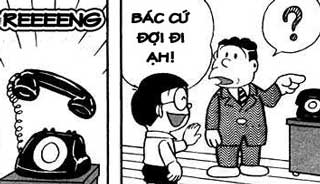 REEEENG
BÁC CỨ
ĐỢI ĐI
ẠH!
?